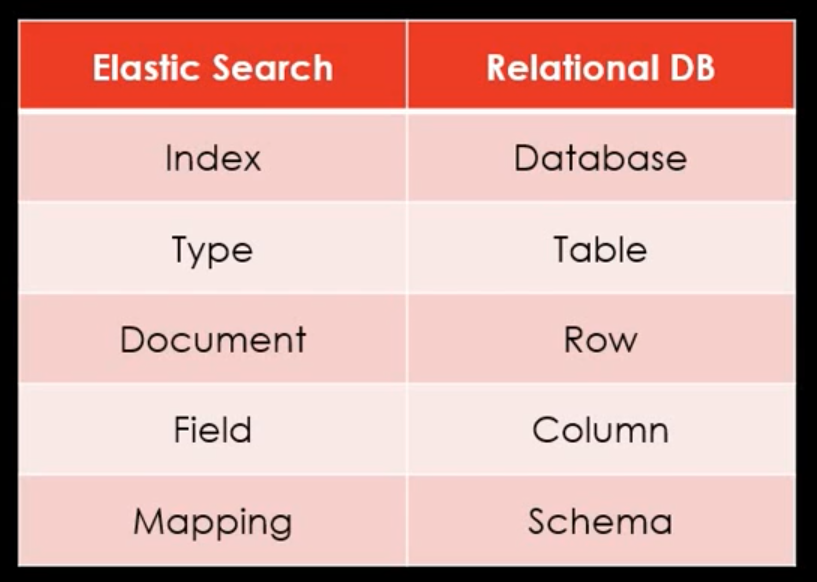 Elastic Search Relational DB
Index Database
Type Table
Document Row
Field Column
Mapping Schema